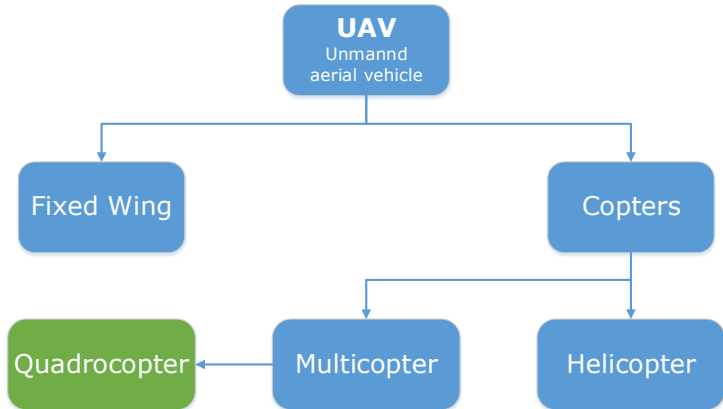 UAV
Unmannd
aerial vehicle
Fixed Wing
Copters
Quadrocopter
Multicopter
Helicopter